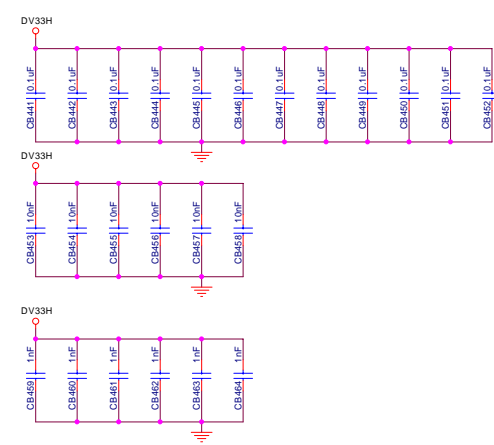 DV33H
CB441 0.1uF
CB442 0.1uF
CB443 0.1uF
CB444 0.1uF
CB445 0.1uF
CB446 0.1uF
CB447 0.1uF
CB448 0.1uF
CB449 0.1uF
CB450 0.1uF
CB451 0.1uF
CB452 0.1uF
DV33H
CB453 10nF
CB454 10nF
CB455 10nF
CB456 10nF
CB457 10nF
CB458 10nF
DV33H
CB459 1nF
CB460 1nF
CB461 1nF
CB462 1nF
CB463 1nF
CB464 1nF